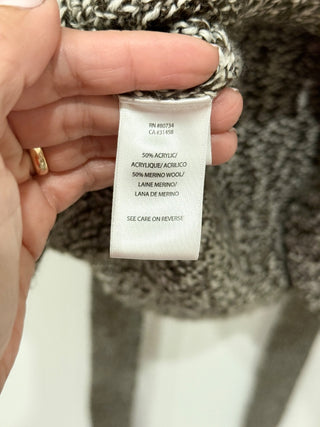 RN #80734
CA #31458
50% ACRYLIC/
ACRYLIQUE/ ACRILICO
50% MERINO WOOL/
LAINE MERINO/
LANA DE MERINO
SEE CARE ON REVERSE